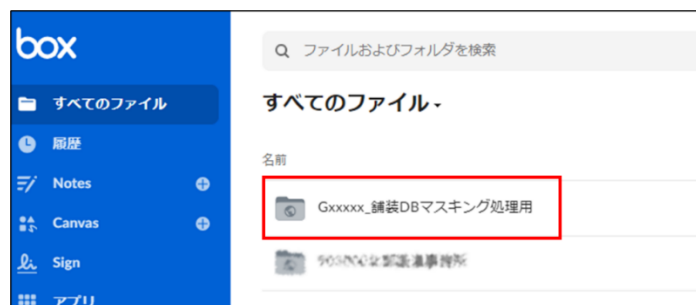 box
ファイルおよびフォルダを検索
すべてのファイル
すべてのファイル
履歴
名前
Notes
Gxxxxx_舗装DBマスキング処理用
Canvas
Sign
アプリ